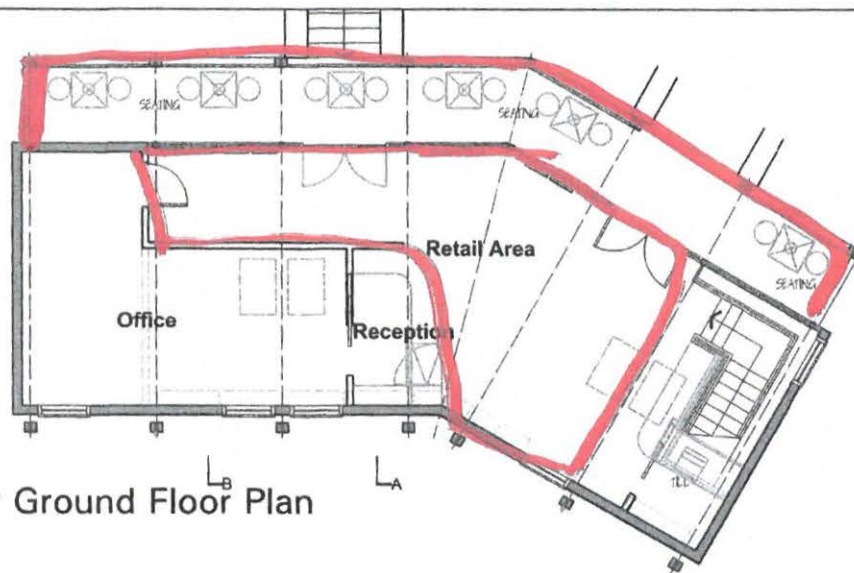 SEATING
SEATING
SEATING
Retail Area
Office
Reception
TILL
B
A
Ground Floor Plan